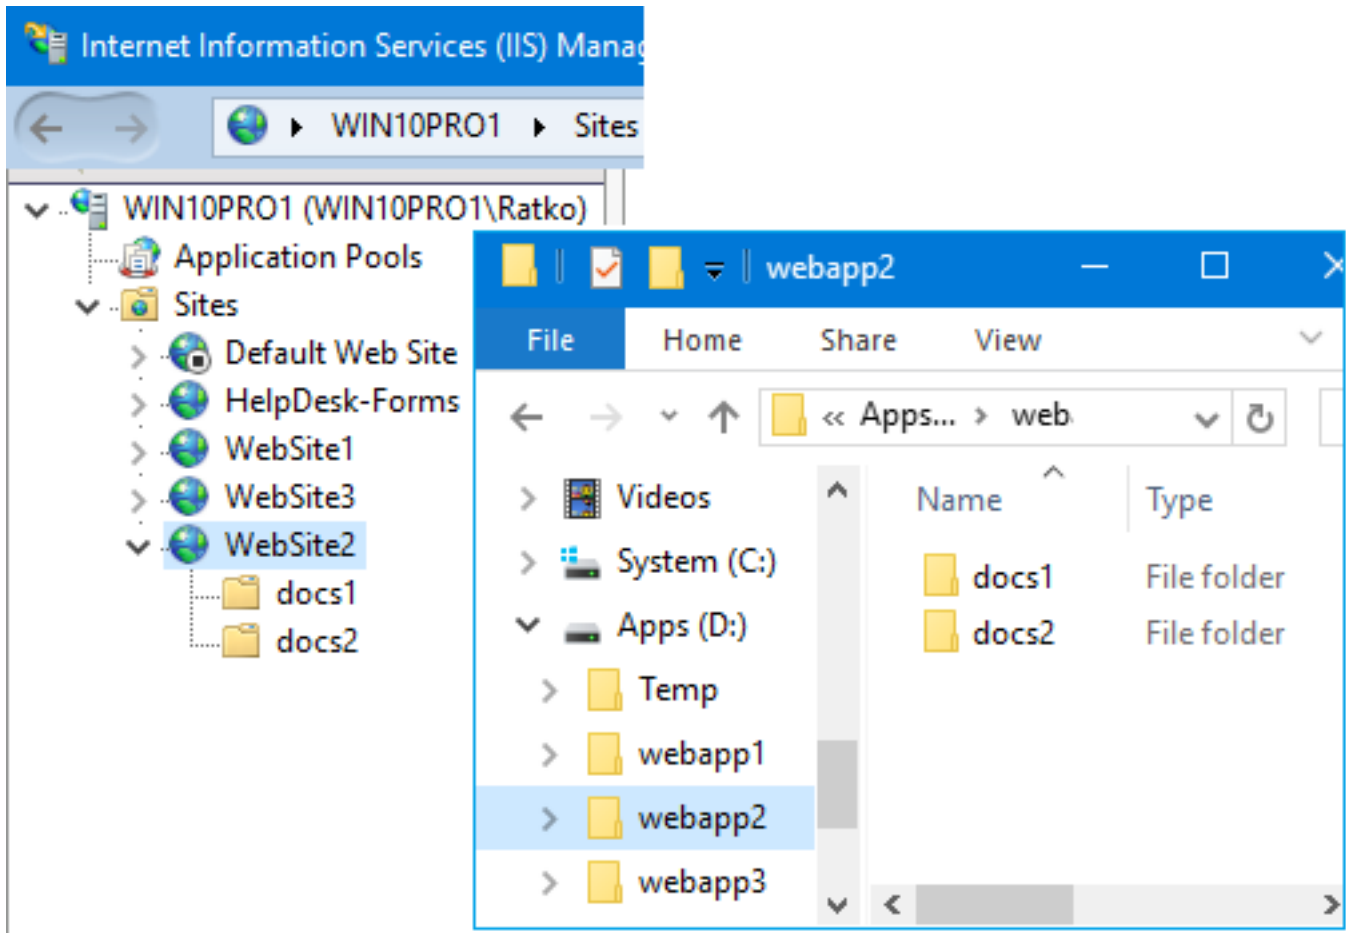 Internet Information Services (IIS) Manag
WIN10PRO1 Sites
WIN10PRO1 (WIN10PRO1\Ratko)
Application Pools
Sites
Default Web Site
HelpDesk-Forms
WebSite1
WebSite3
WebSite2
docs1
docs2
webapp2
File Home Share View
« Apps... > web
Name Type
Videos
System (C:)
Apps (D:)
Temp
webapp1
webapp2
webapp3
docs1 File folder
docs2 File folder